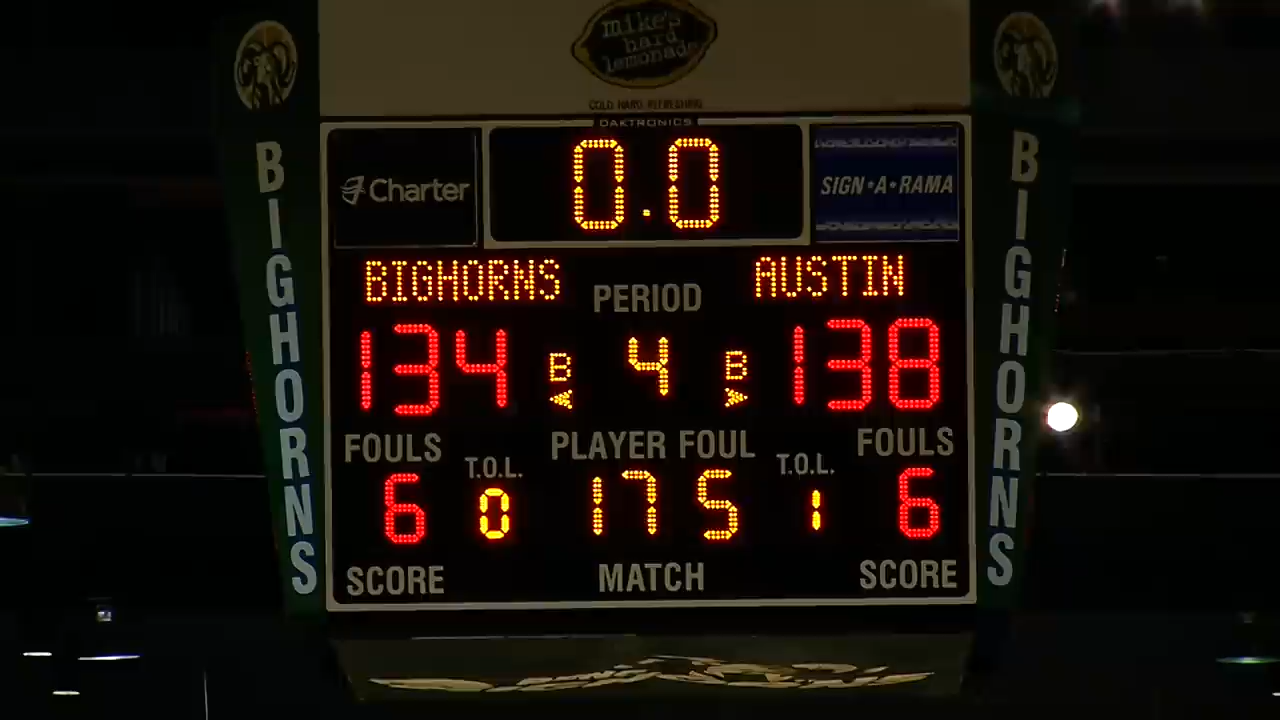 mike's
hard
lemonade
COLD. HARD. REFRESHING.
DAKTRONICS
Charter
0.0
SIGN•A•RAMA
BIGHORNS
AUSTIN
PERIOD
134
B
4
B
138
FOULS
PLAYER FOUL
FOULS
T.O.L.
T.O.L.
6
0
17
5
1
6
SCORE
MATCH
SCORE
BIGHORNS
BIGHORNS